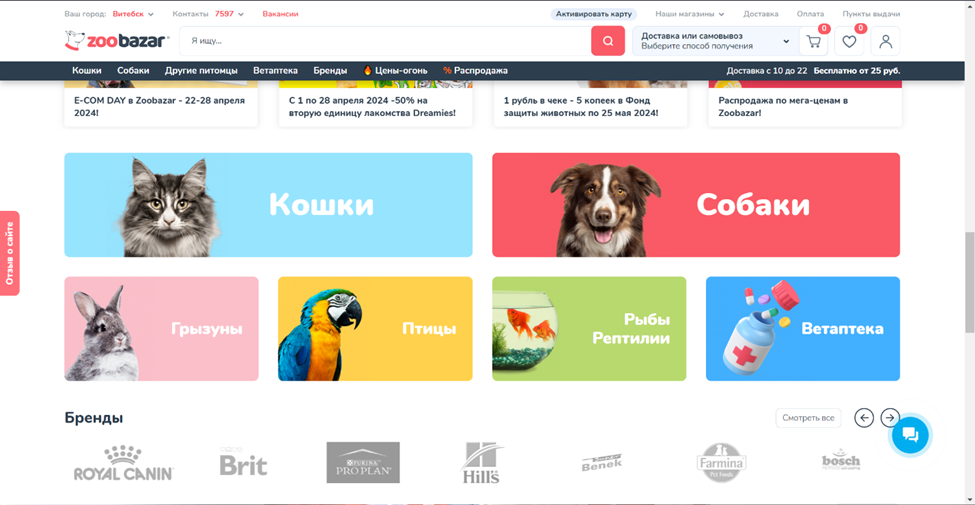 Ваш город: Витебск
Контакты 7597
Вакансии
Активировать карту
Наши магазины
Доставка
Оплата
Пункты выдачи
zoobazar
Я ищу...
Доставка или самовывоз
Выберите способ получения
0
0
Кошки
Собаки
Другие питомцы
Ветаптека
Бренды
Цены-огонь
% Распродажа
Доставка с 10 до 22 Бесплатно от 25 руб.
E-COM DAY в Zoobazar - 22-28 апреля
2024!
С 1 по 28 апреля 2024 -50% на
вторую единицу лакомства Dreamies!
1 рубль в чеке - 5 копеек в Фонд
защиты животных по 25 мая 2024!
Распродажа по мега-ценам в
Zoobazar!
Отзыв о сайте
Кошки
Собаки
Грызуны
Птицы
Рыбы
Рептилии
Ветаптека
Бренды
Смотреть все
ROYAL CANIN
Brit
PURINA
PRO PLAN
Hill's
Benek
Farmina
Pet Foods
bosch